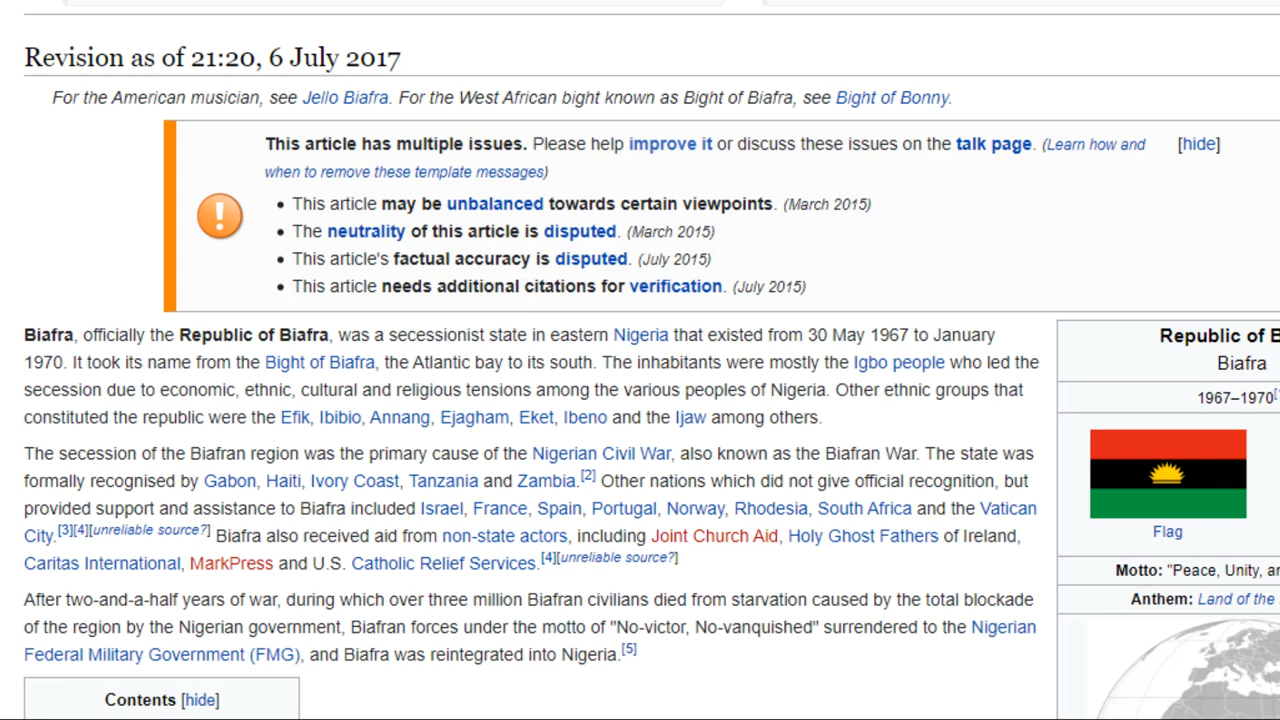 Revision as of 21:20, 6 July 2017
For the American musician, see Jello Biafra. For the West African bight known as Bight of Biafra, see Bight of Bonny.
This article has multiple issues. Please help improve it or discuss these issues on the talk page. (Learn how and [hide]
when to remove these template messages)
• This article may be unbalanced towards certain viewpoints. (March 2015)
• The neutrality of this article is disputed. (March 2015)
• This article's factual accuracy is disputed. (July 2015)
• This article needs additional citations for verification. (July 2015)
Biafra, officially the Republic of Biafra, was a secessionist state in eastern Nigeria that existed from 30 May 1967 to January
1970. It took its name from the Bight of Biafra, the Atlantic bay to its south. The inhabitants were mostly the Igbo people who led the
secession due to economic, ethnic, cultural and religious tensions among the various peoples of Nigeria. Other ethnic groups that
constituted the republic were the Efik, Ibibio, Annang, Ejagham, Eket, Ibeno and the Ijaw among others.
The secession of the Biafran region was the primary cause of the Nigerian Civil War, also known as the Biafran War. The state was
formally recognised by Gabon, Haiti, Ivory Coast, Tanzania and Zambia.[2] Other nations which did not give official recognition, but
provided support and assistance to Biafra included Israel, France, Spain, Portugal, Norway, Rhodesia, South Africa and the Vatican
City.[3][4][unreliable source?] Biafra also received aid from non-state actors, including Joint Church Aid, Holy Ghost Fathers of Ireland,
Caritas International, MarkPress and U.S. Catholic Relief Services.[4][unreliable source?]
After two-and-a-half years of war, during which over three million Biafran civilians died from starvation caused by the total blockade
of the region by the Nigerian government, Biafran forces under the motto of "No-victor, No-vanquished" surrendered to the Nigerian
Federal Military Government (FMG), and Biafra was reintegrated into Nigeria.[5]
Contents [hide]
Republic of B
Biafra
1967–1970[
Flag
Motto: "Peace, Unity, a
Anthem: Land of the